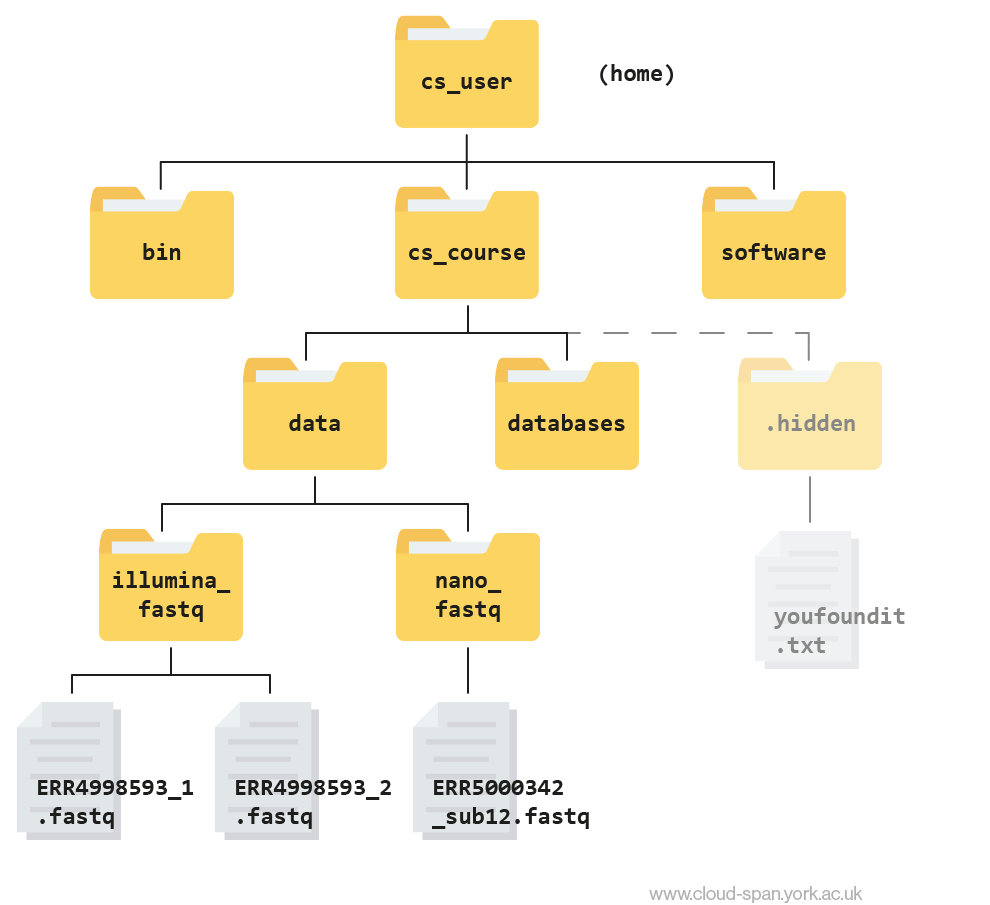 cs_user
(home)
bin
cs_course
software
data
databases
.hidden
illumina_
fastq
nano_
fastq
youfoundit
.txt
ERR4998593_1
.fastq
ERR4998593_2
.fastq
ERR5000342
_sub12.fastq
www.cloud-span.york.ac.uk